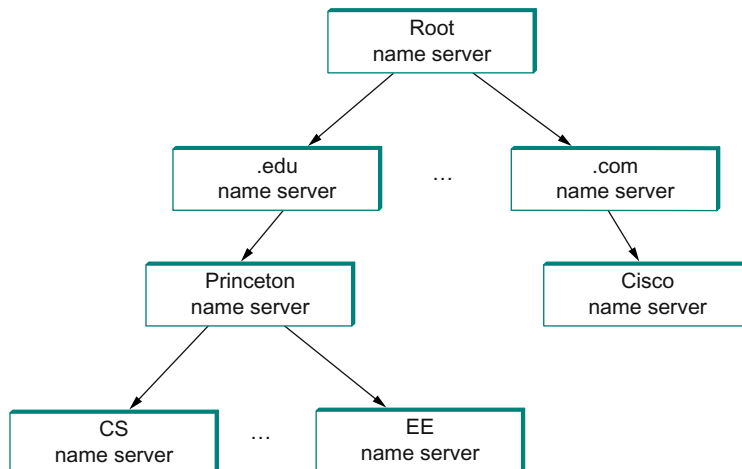 Root
name server
.edu
name server
...
.com
name server
Princeton
name server
Cisco
name server
CS
name server
...
EE
name server